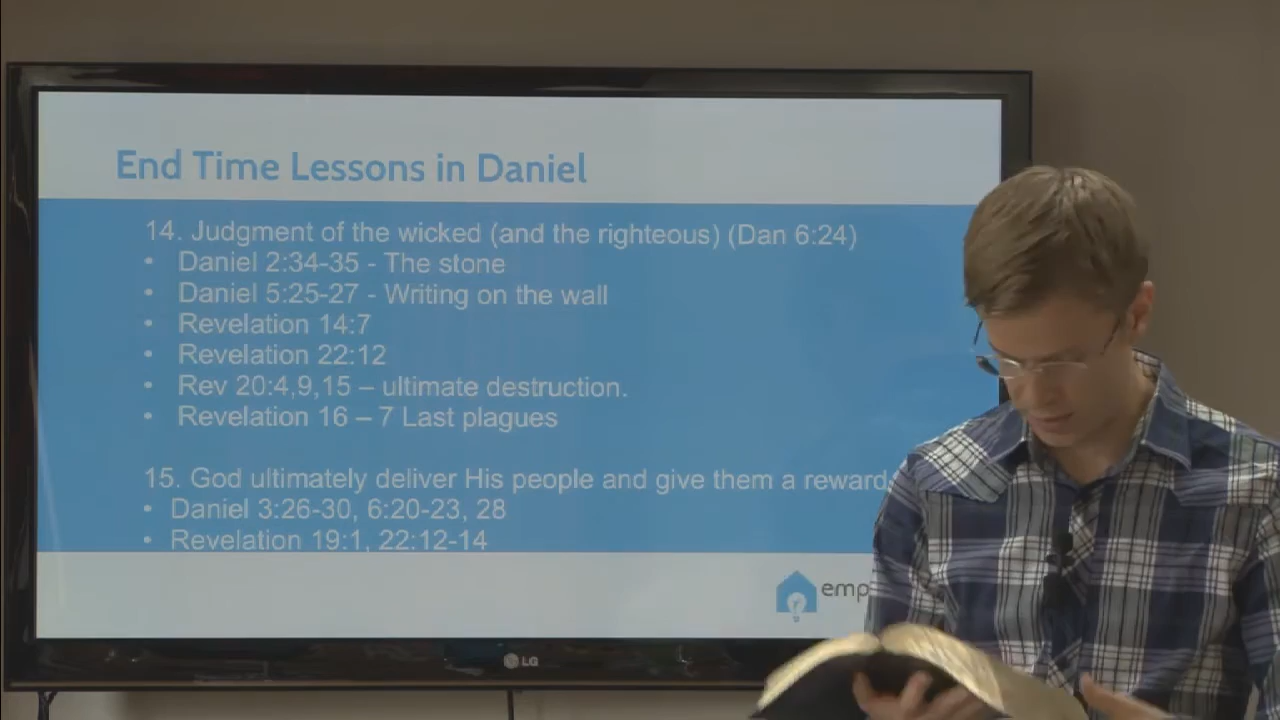 End Time Lessons in Daniel
14. Judgment of the wicked (and the righteous) (Dan 6:24)
• Daniel 2:34-35 - The stone
• Daniel 5:25-27 - Writing on the wall
• Revelation 14:7
• Revelation 22:12
• Rev 20:4,9,15 – ultimate destruction.
• Revelation 16 – 7 Last plagues
15. God ultimately deliver His people and give them a reward
• Daniel 3:26-30, 6:20-23, 28
• Revelation 19:1, 22:12-14
emp
LG